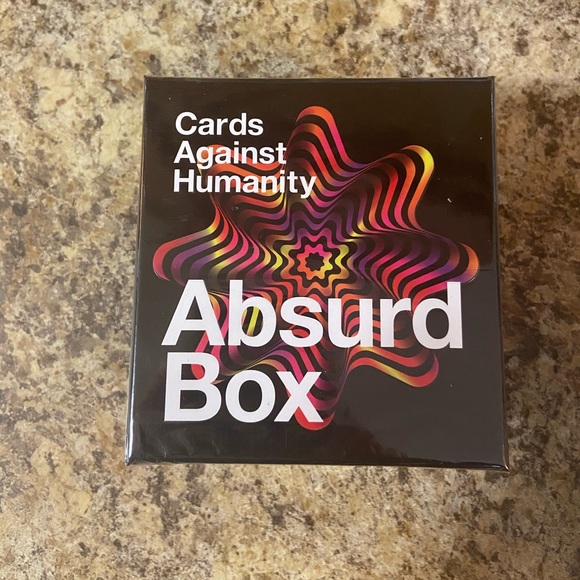 Cards
Against
Humanity
Absurd
Box